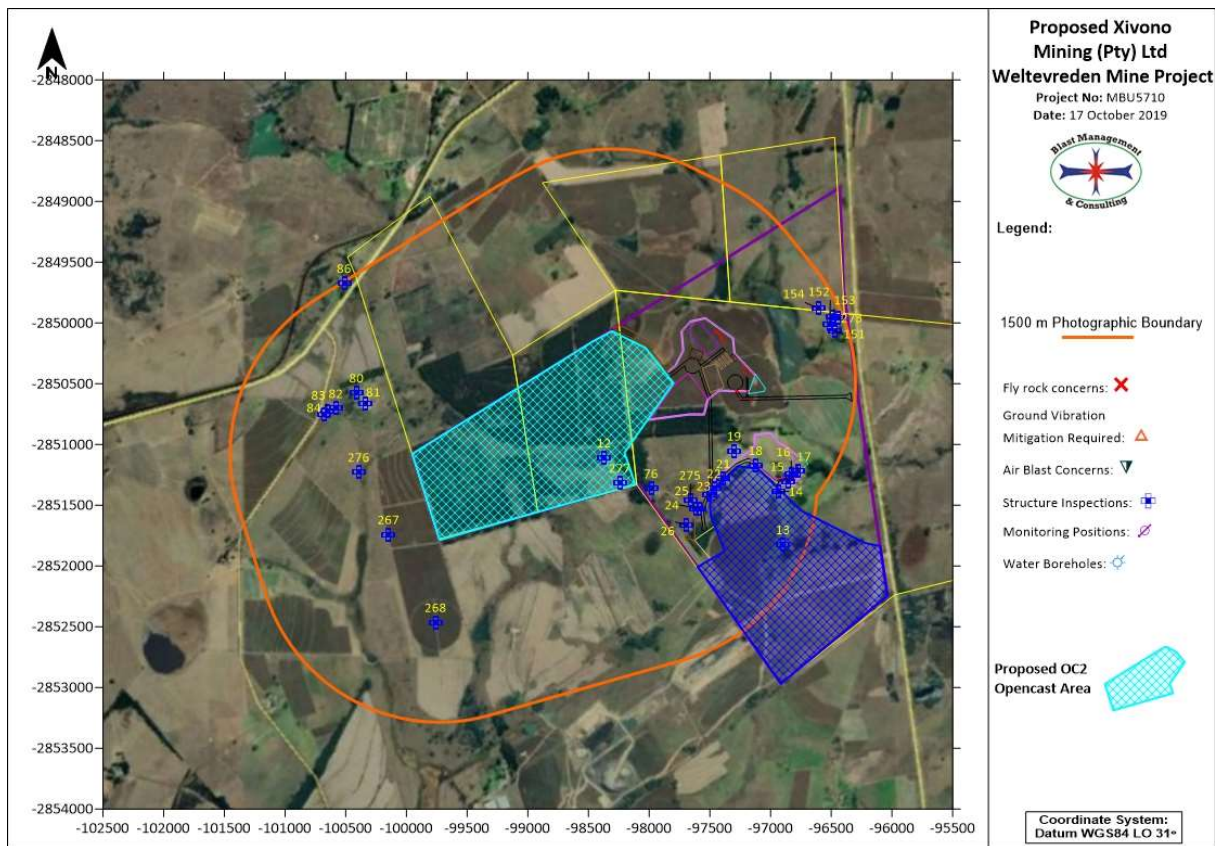 N
-2848000
-2848500
-2849000
-2849500
-2850000
-2850500
-2851000
-2851500
-2852000
-2852500
-2853000
-2853500
-2854000
-102500 -102000 -101500 -101000 -100500 -100000 -99500 -99000 -98500 -98000 -97500 -97000 -96500 -96000 -95500
86
154 152 153
273
151
80
81
83 82
84
276
267
268
12
277
76
275
25
24
26
23
22
21
19
18
16
17
15
14
13
Proposed Xivono
Mining (Pty) Ltd
Weltevreden Mine Project
Project No: MBU5710
Date: 17 October 2019
Blast Management
& Consulting
Legend:
1500 m Photographic Boundary
Fly rock concerns:
Ground Vibration
Mitigation Required:
Air Blast Concerns:
Structure Inspections:
Monitoring Positions:
Water Boreholes:
Proposed OC2
Opencast Area
Coordinate System:
Datum WGS84 LO 31°